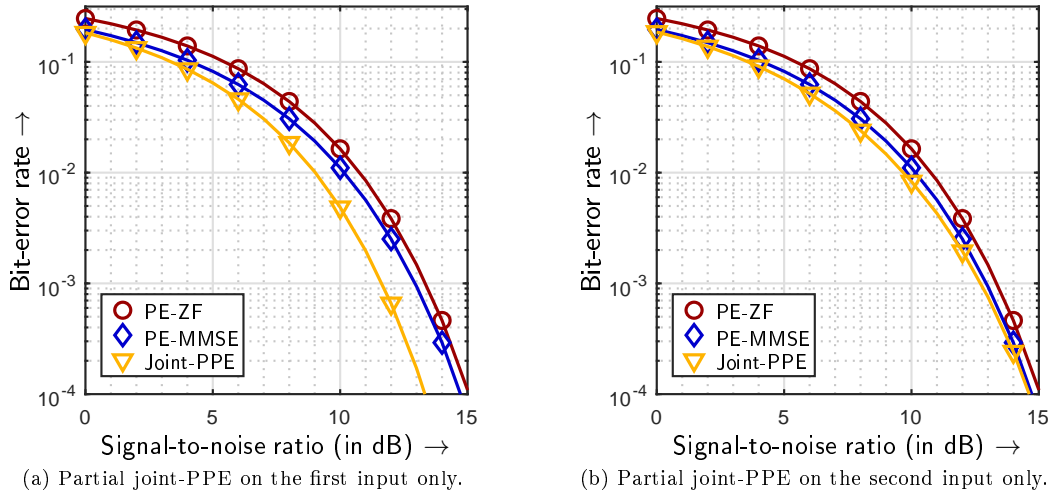 10^-1
10^-2
10^-3
10^-4
0
5
10
15
Bit-error rate →
Signal-to-noise ratio (in dB) →
PE-ZF
PE-MMSE
Joint-PPE
(a) Partial joint-PPE on the first input only.
10^-1
10^-2
10^-3
10^-4
0
5
10
15
Bit-error rate →
Signal-to-noise ratio (in dB) →
PE-ZF
PE-MMSE
Joint-PPE
(b) Partial joint-PPE on the second input only.